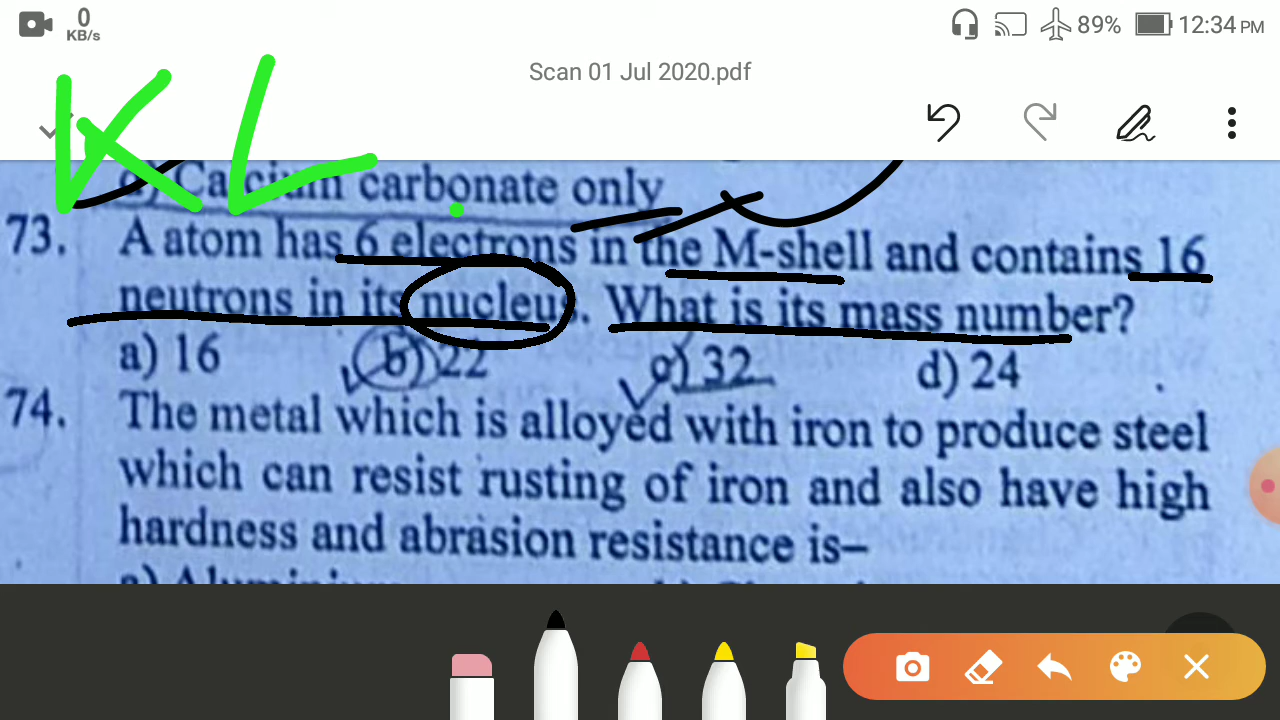 0
KB/s
89%
12:34 PM
Scan 01 Jul 2020.pdf
KL
Calcium carbonate only
73. A atom has 6 electrons in the M-shell and contains 16
neutrons in its nucleus. What is its mass number?
a) 16 b) 22 c) 32 d) 24
74. The metal which is alloyed with iron to produce steel
which can resist rusting of iron and also have high
hardness and abrasion resistance is–